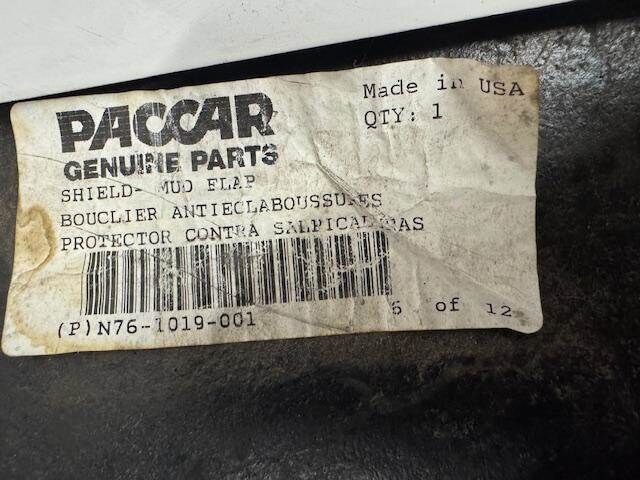 PACCAR
GENUINE PARTS
Made in USA
QTY: 1
SHIELD- MUD FLAP
BOUCLIER ANTIECLABOUSSURES
PROTECTOR CONTRA SALPICADURAS
(P)N76-1019-001
6 of 12